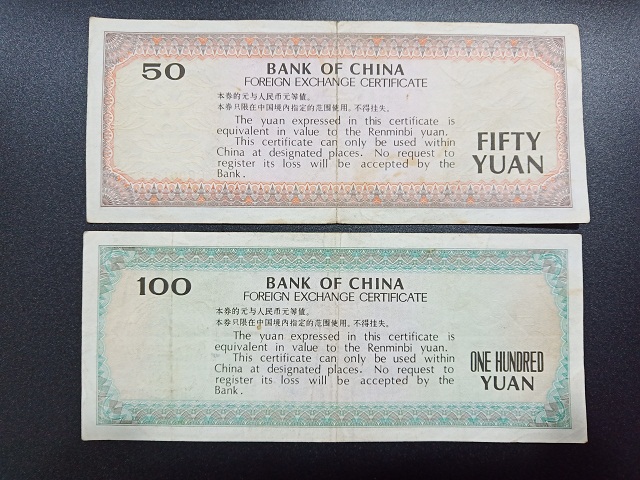 50
BANK OF CHINA
FOREIGN EXCHANGE CERTIFICATE
本券的元与人民币元等值。
本券只限在中国境内指定的范围使用，不得挂失。
The yuan expressed in this certificate is
equivalent in value to the Renminbi yuan.
This certificate can only be used within
China at designated places. No request to
register its loss will be accepted by the
Bank.
FIFTY
YUAN
100
BANK OF CHINA
FOREIGN EXCHANGE CERTIFICATE
本券的元与人民币元等值。
本券只限在中国境内指定的范围使用，不得挂失。
The yuan expressed in this certificate is
equivalent in value to the Renminbi yuan.
This certificate can only be used within
China at designated places. No request to
register its loss will be accepted by the
Bank.
ONE HUNDRED
YUAN